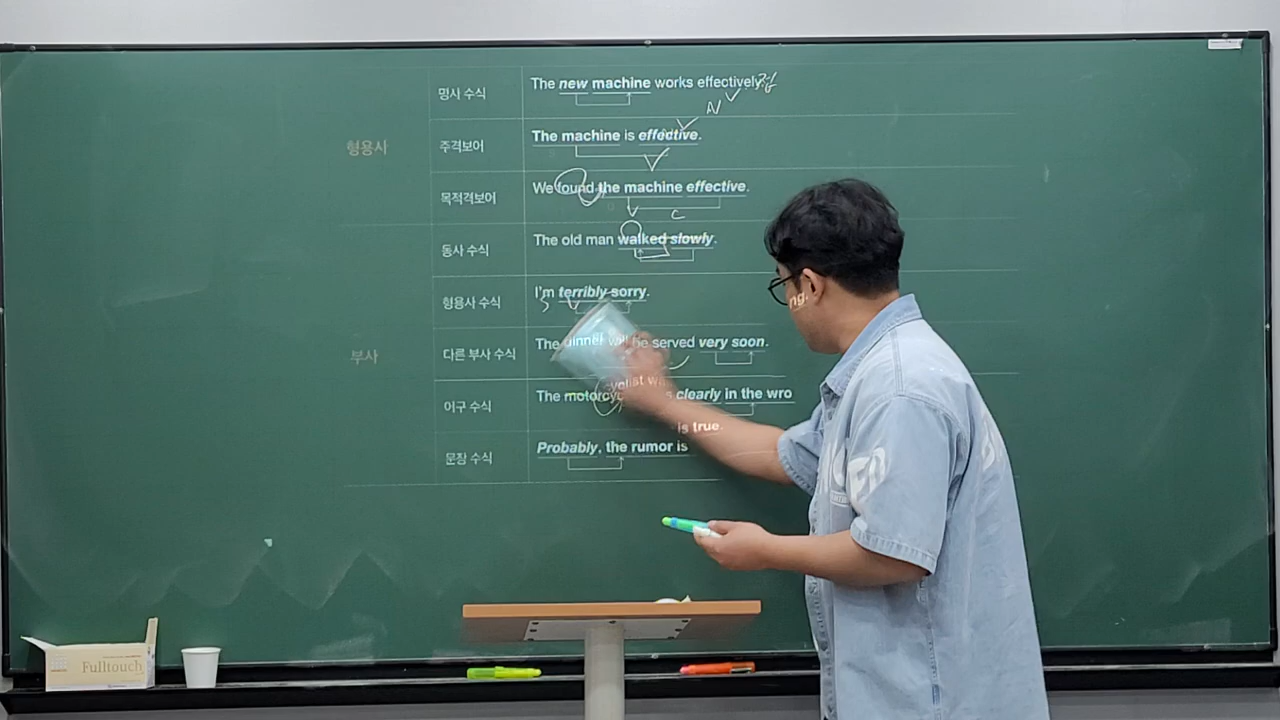 명사 수식 The new machine works effectively.
N
형용사
주격보어 The machine is effective.
목적격보어 We found the machine effective.
C
동사 수식 The old man walked slowly.
형용사 수식 I'm terribly sorry.
S
부사
다른 부사 수식 The dinner will be served very soon.
어구 수식 The motorcyclist was clearly in the wro ng.
문장 수식 Probably, the rumor is is true.
Fulltouch